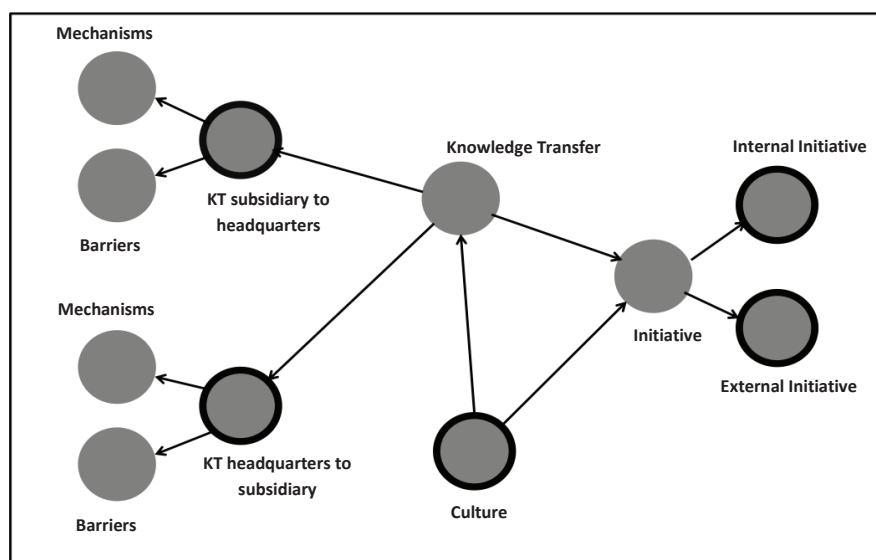 Mechanisms
Barriers
KT subsidiary to
headquarters
Knowledge Transfer
Internal Initiative
Initiative
External Initiative
Mechanisms
Barriers
KT headquarters to
subsidiary
Culture